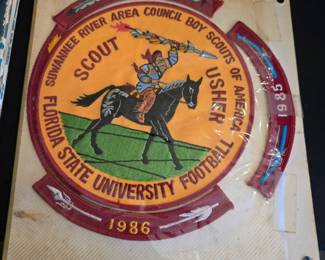 SUWANNEE RIVER AREA COUNCIL BOY SCOUTS OF AMERICA
SCOUT USHER
FLORIDA STATE UNIVERSITY FOOTBALL
1986
1985